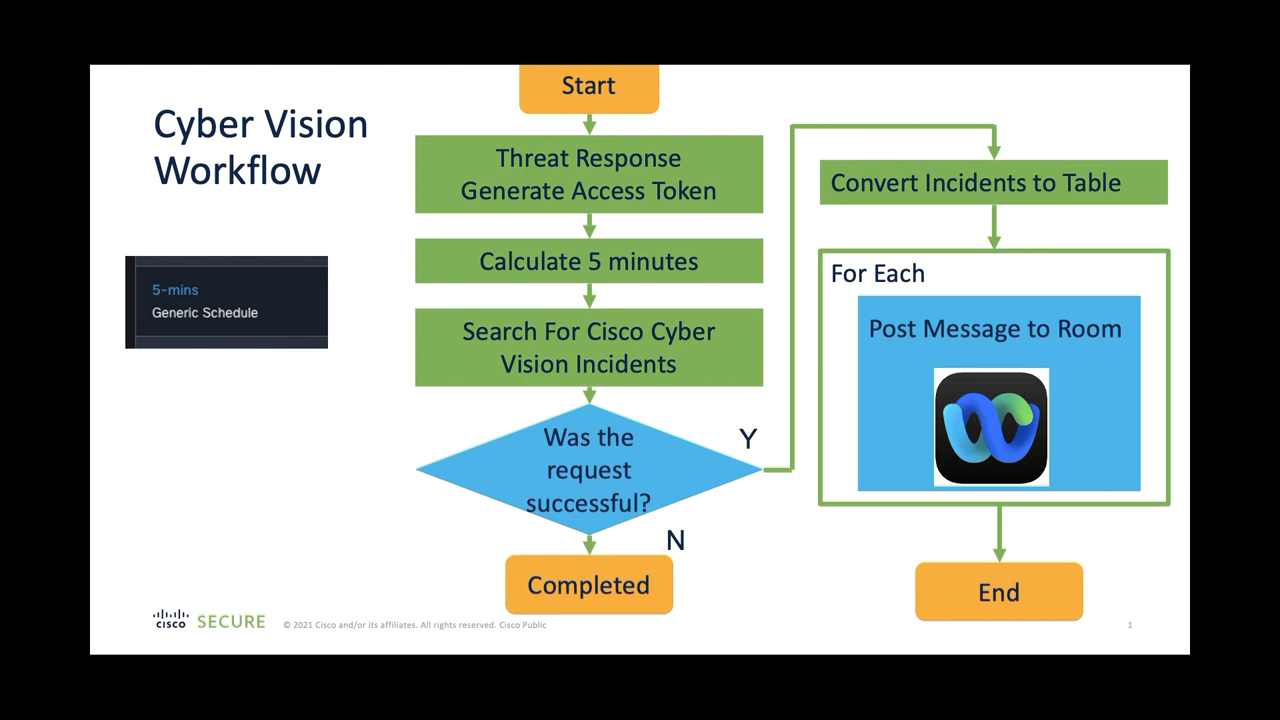 Cyber Vision
Workflow
5-mins
Generic Schedule
Start
Threat Response
Generate Access Token
Calculate 5 minutes
Search For Cisco Cyber
Vision Incidents
Was the
request
successful?
Y
N
Completed
Convert Incidents to Table
For Each
Post Message to Room
End
cisco SECURE
© 2021 Cisco and/or its affiliates. All rights reserved. Cisco Public
1